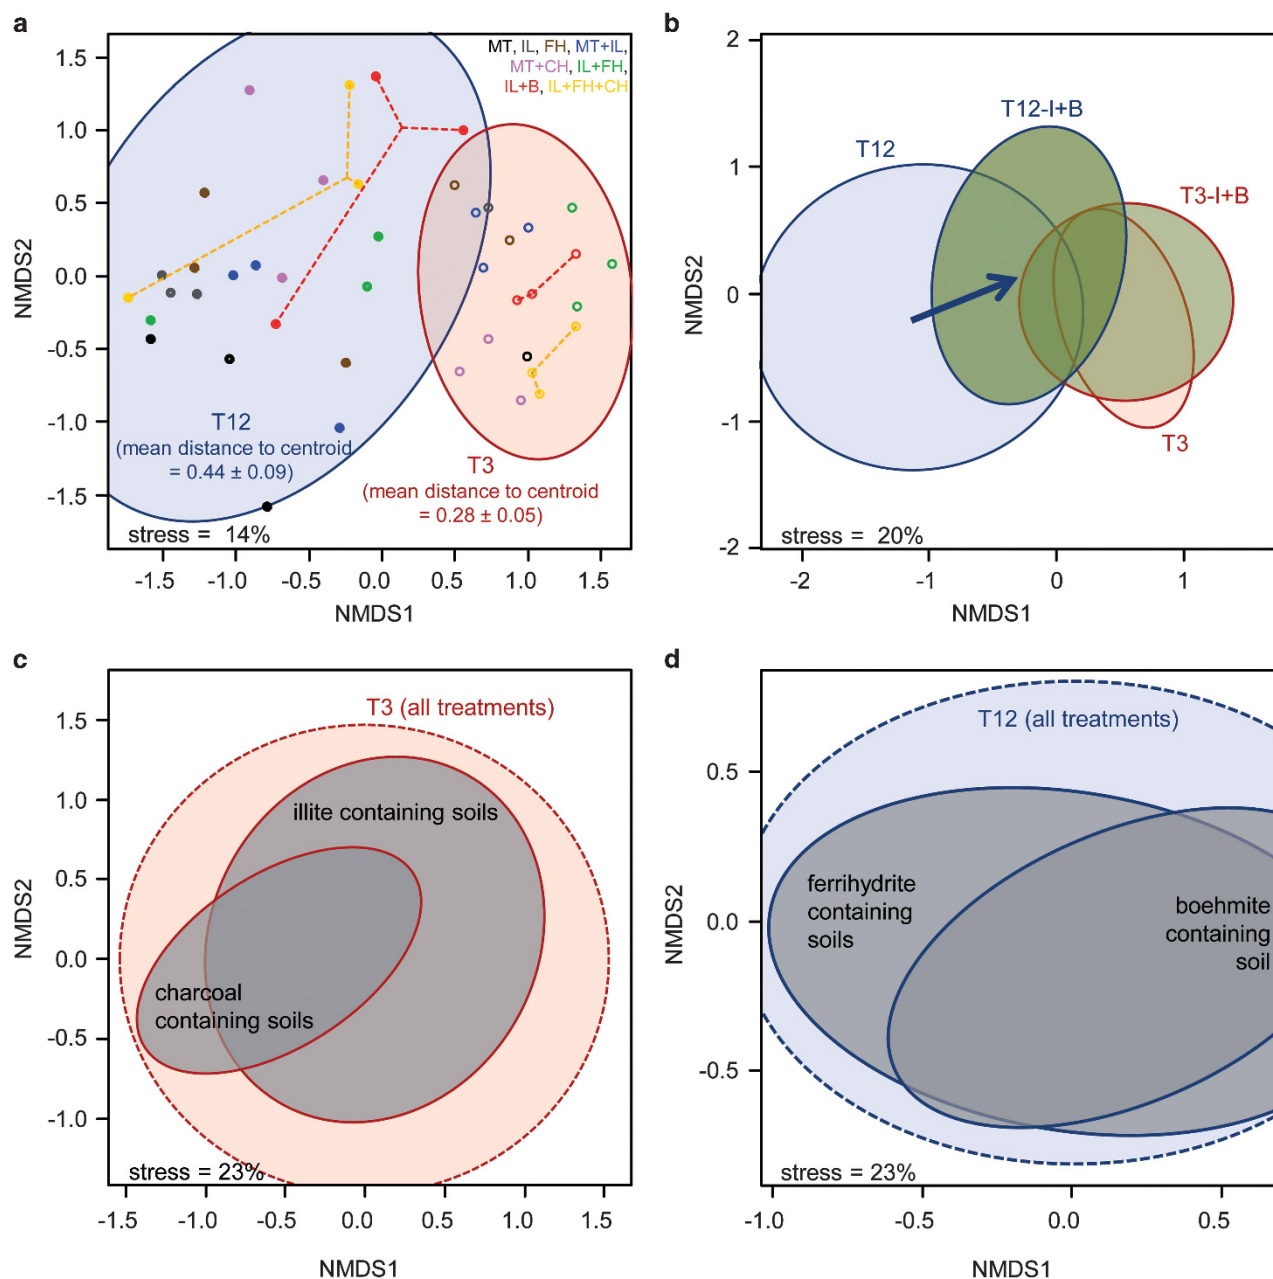 a
MT, IL, FH, MT+IL,
MT+CH, IL+FH,
IL+B, IL+FH+CH
1.5
1.0
0.5
0.0
-0.5
-1.0
-1.5
NMDS2
T12
(mean distance to centroid
= 0.44 ± 0.09)
T3
(mean distance to centroid
= 0.28 ± 0.05)
stress = 14%
-1.5 -1.0 -0.5 0.0 0.5 1.0 1.5
NMDS1
b
2
1
0
-1
-2
NMDS2
T12
T12-I+B
T3-I+B
T3
stress = 20%
-2 -1 0 1
NMDS1
c
1.5
1.0
0.5
0.0
-0.5
-1.0
NMDS2
T3 (all treatments)
illite containing soils
charcoal
containing soils
stress = 23%
-1.5 -1.0 -0.5 0.0 0.5 1.0 1.5
NMDS1
d
0.5
0.0
-0.5
NMDS2
T12 (all treatments)
ferrihydrite
containing
soils
boehmite
containing
soil
stress = 23%
-1.0 -0.5 0.0 0.5
NMDS1